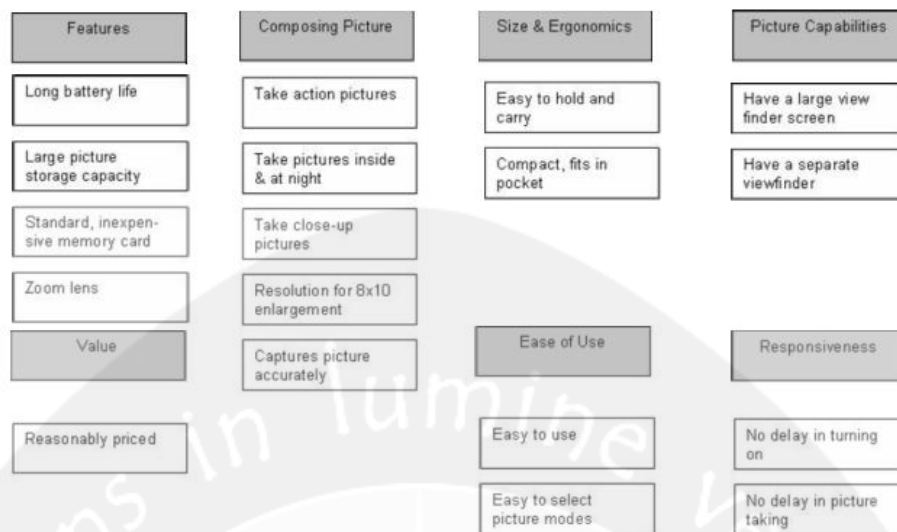 Features
Long battery life
Large picture
storage capacity
Standard, inexpen-
sive memory card
Zoom lens
Value
Reasonably priced
Composing Picture
Take action pictures
Take pictures inside
& at night
Take close-up
pictures
Resolution for 8x10
enlargement
Captures picture
accurately
Size & Ergonomics
Easy to hold and
carry
Compact, fits in
pocket
Ease of Use
Easy to use
Easy to select
picture modes
Picture Capabilities
Have a large view
finder screen
Have a separate
viewfinder
Responsiveness
No delay in turning
on
No delay in picture
taking
in lumine